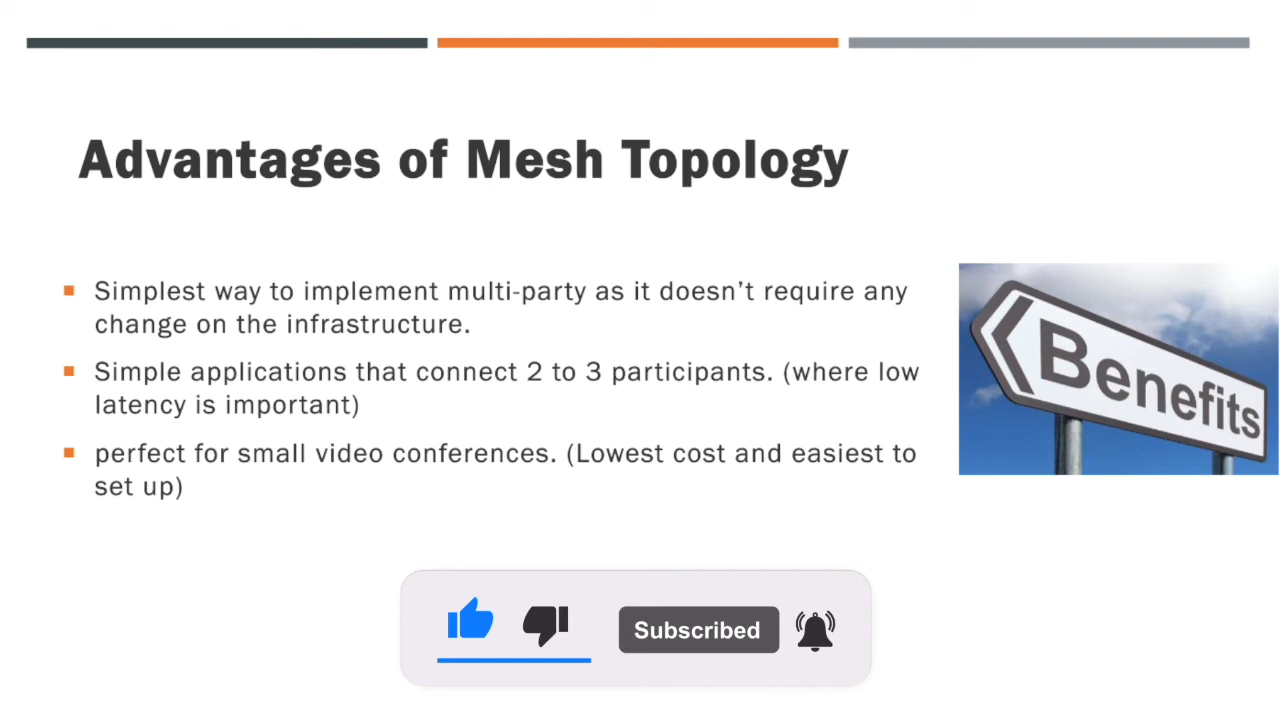 Advantages of Mesh Topology
Simplest way to implement multi-party as it doesn't require any
change on the infrastructure.
Simple applications that connect 2 to 3 participants. (where low
latency is important)
perfect for small video conferences. (Lowest cost and easiest to
set up)
Benefits
Subscribed